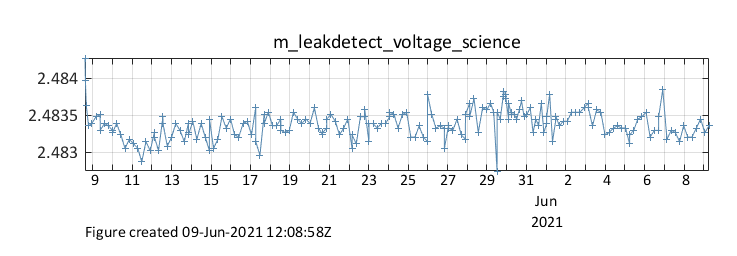 m_leakdetect_voltage_science
2.484
2.4835
2.483
9 11 13 15 17 19 21 23 25 27 29 31 2 4 6 8
Jun
2021
Figure created 09-Jun-2021 12:08:58Z